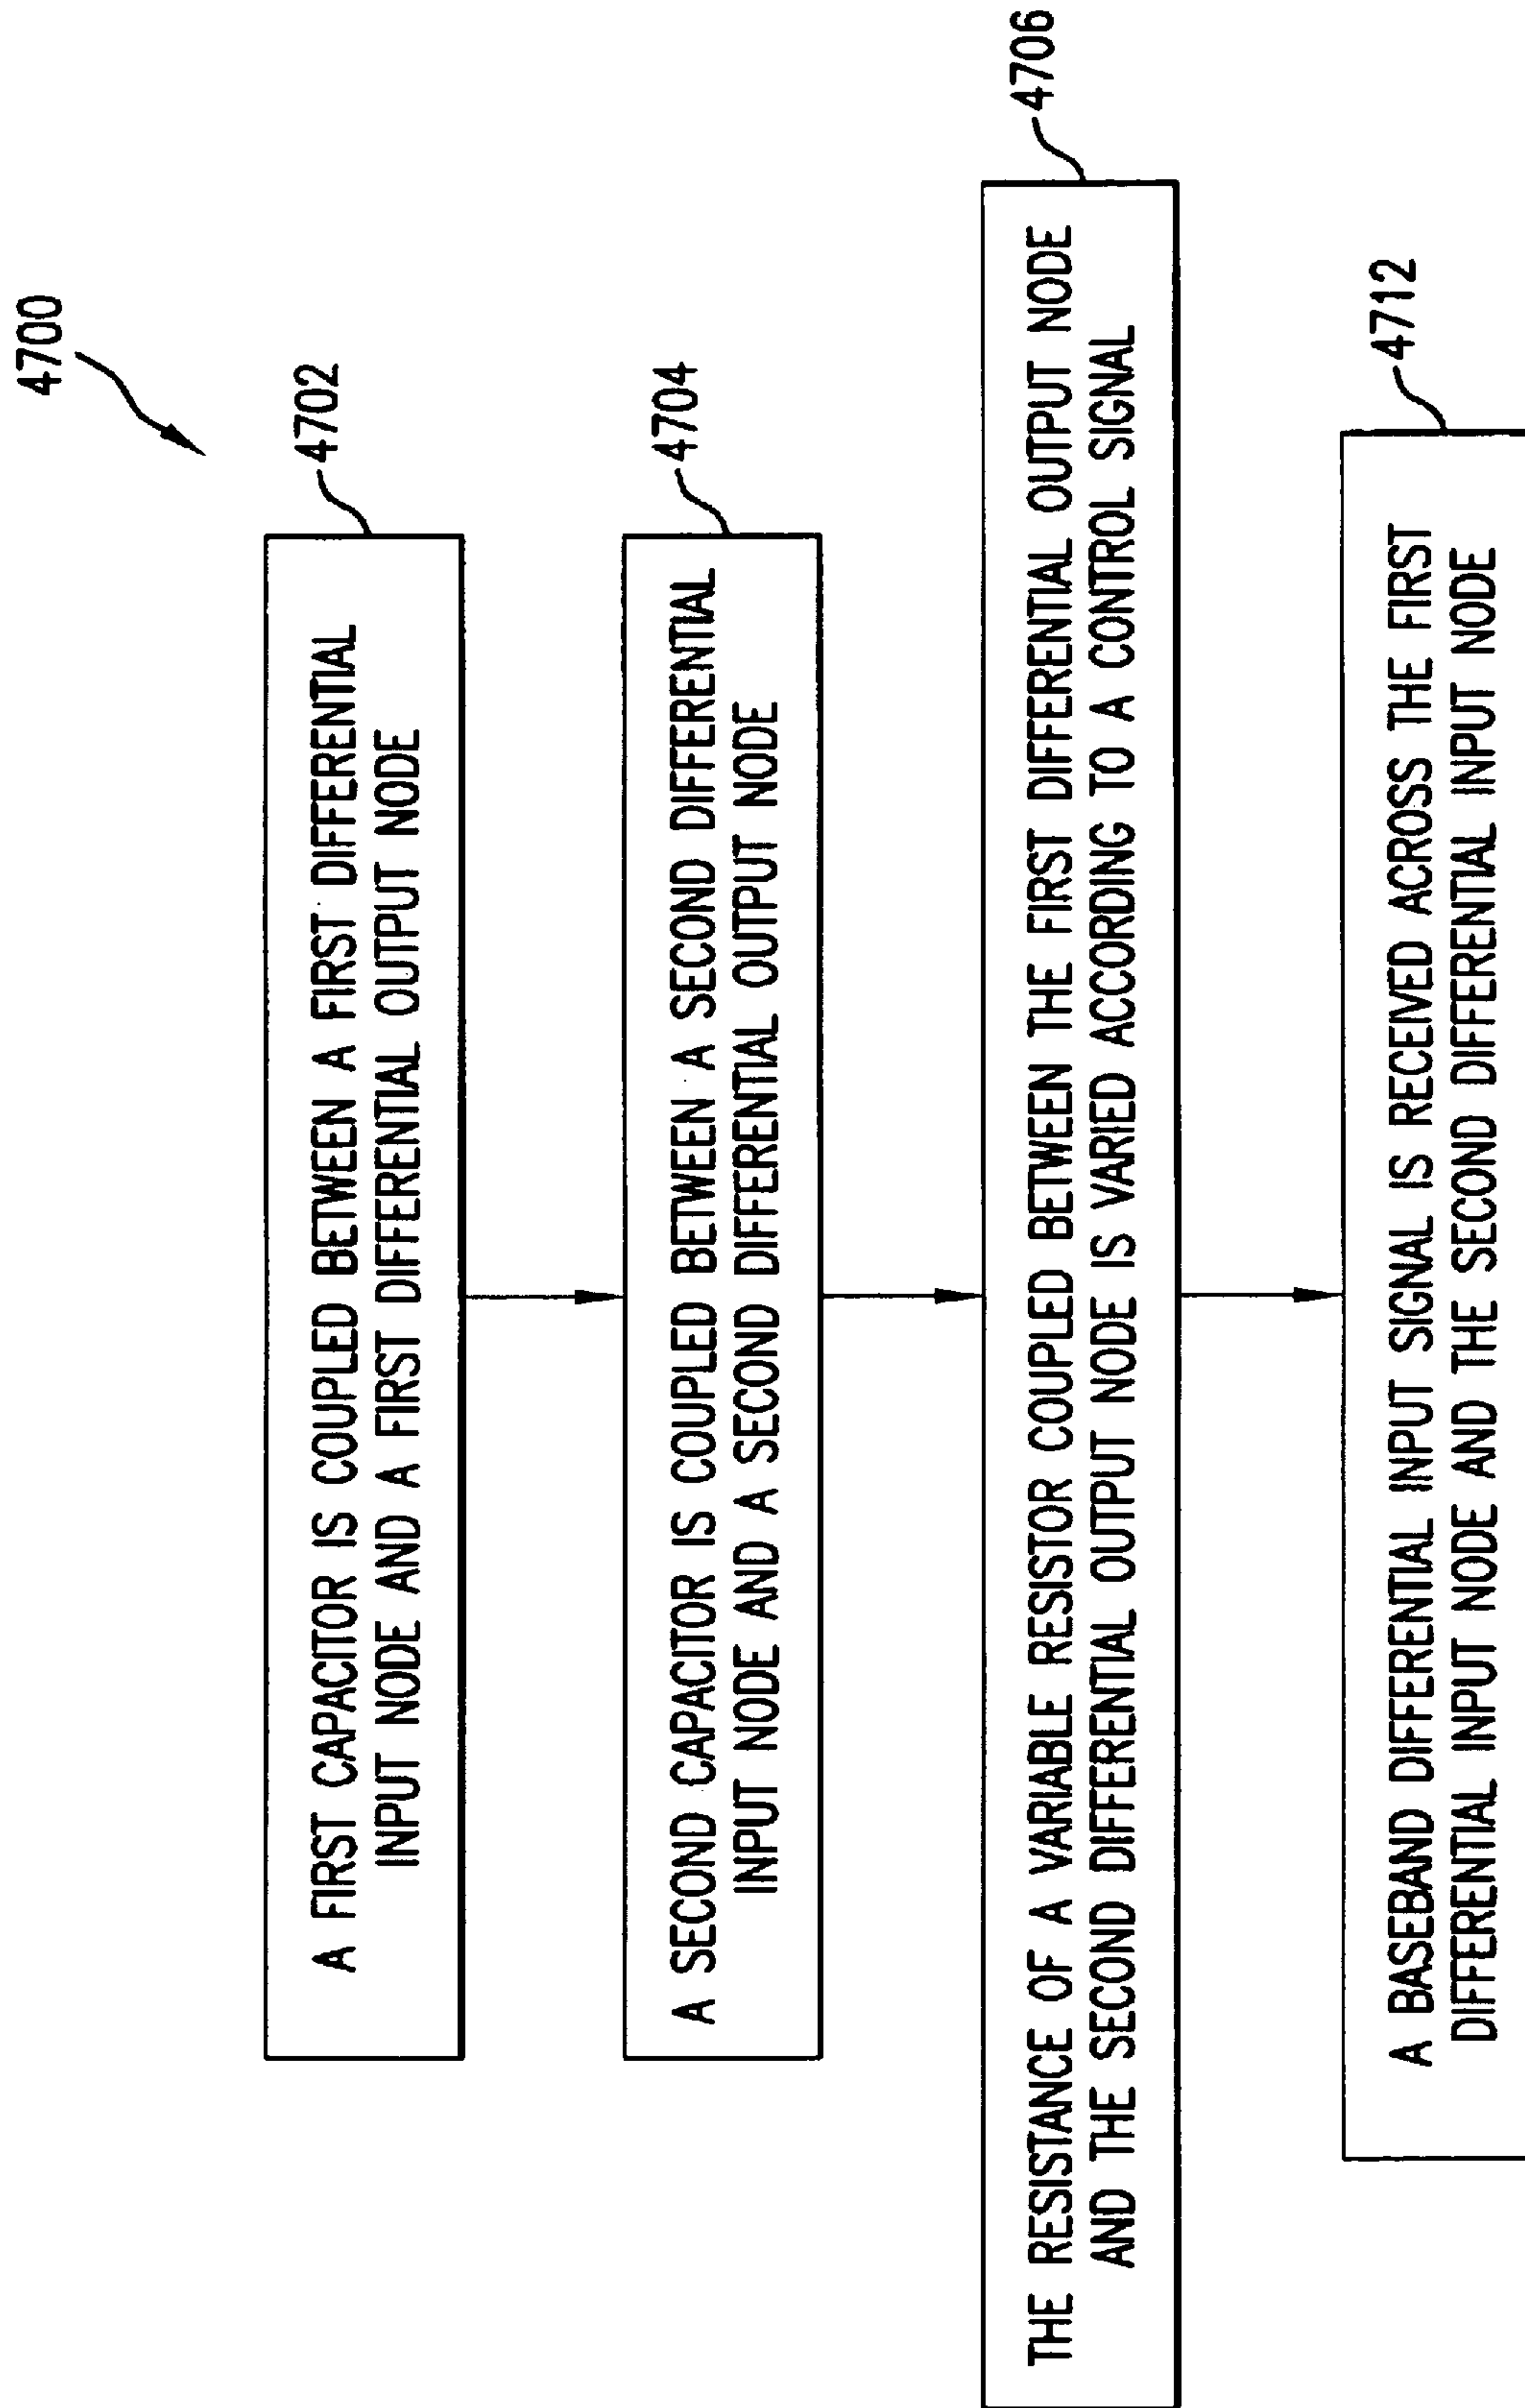 4700
4702
A FIRST CAPACITOR IS COUPLED BETWEEN A FIRST DIFFERENTIAL
INPUT NODE AND A FIRST DIFFERENTIAL OUTPUT NODE
4704
A SECOND CAPACITOR IS COUPLED BETWEEN A SECOND DIFFERENTIAL
INPUT NODE AND A SECOND DIFFERENTIAL OUTPUT NODE
4706
THE RESISTANCE OF A VARIABLE RESISTOR COUPLED BETWEEN THE FIRST DIFFERENTIAL OUTPUT NODE
AND THE SECOND DIFFERENTIAL OUTPUT NODE IS VARIED ACCORDING TO A CONTROL SIGNAL
4712
A BASEBAND DIFFERENTIAL INPUT SIGNAL IS RECEIVED ACROSS THE FIRST
DIFFERENTIAL INPUT NODE AND THE SECOND DIFFERENTIAL INPUT NODE